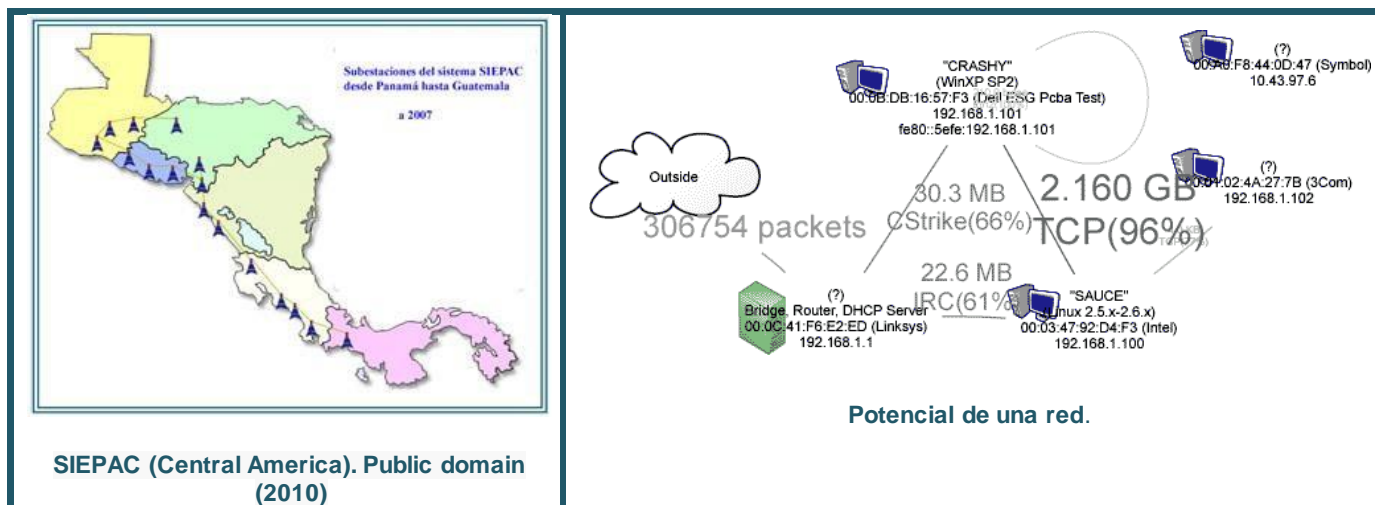 Subestaciones del sistema SIEPAC
desde Panamá hasta Guatemala
a 2007
SIEPAC (Central America). Public domain
(2010)
"CRASHY"
(WinXP SP2)
00:0B:DB:16:57:F3 (Dell ESG Pcba Test)
192.168.1.101
fe80::5efe:192.168.1.101
(?)
00:A0:F8:44:0D:47 (Symbol)
10.43.97.6
(?)
00:01:02:4A:27:7B (3Com)
192.168.1.102
Outside
306754 packets
30.3 MB
CStrike(66%)
2.160 GB
TCP(96%)
22.6 MB
IRC(61%)
(?)
Bridge, Router, DHCP Server
00:0C:41:F6:E2:ED (Linksys)
192.168.1.1
"SAUCE"
(Linux 2.5.x-2.6.x)
00:03:47:92:D4:F3 (Intel)
192.168.1.100
Potencial de una red.